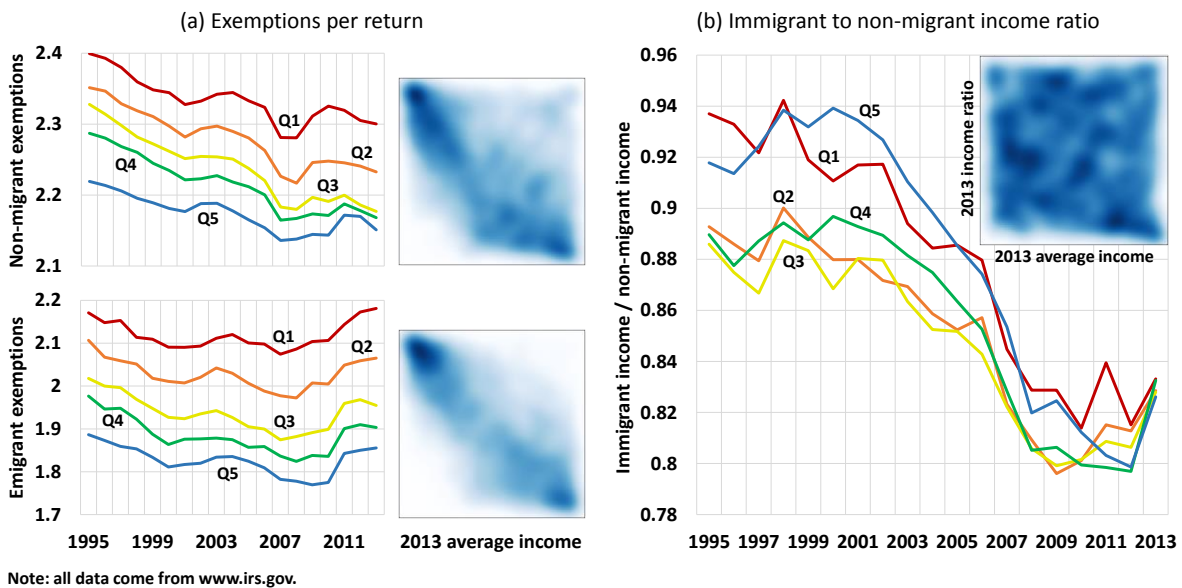 (a) Exemptions per return
Non-migrant exemptions
2.4
2.3
2.2
2.1
Q1
Q2
Q3
Q4
Q5
Emigrant exemptions
2.2
2.1
2
1.9
1.8
1.7
Q1
Q2
Q3
Q4
Q5
1995 1999 2003 2007 2011
2013 average income
(b) Immigrant to non-migrant income ratio
Immigrant income / non-migrant income
0.96
0.94
0.92
0.9
0.88
0.86
0.84
0.82
0.8
0.78
Q5
Q1
Q2
Q4
Q3
2013 income ratio
2013 average income
1995 1997 1999 2001 2003 2005 2007 2009 2011 2013
Note: all data come from www.irs.gov.